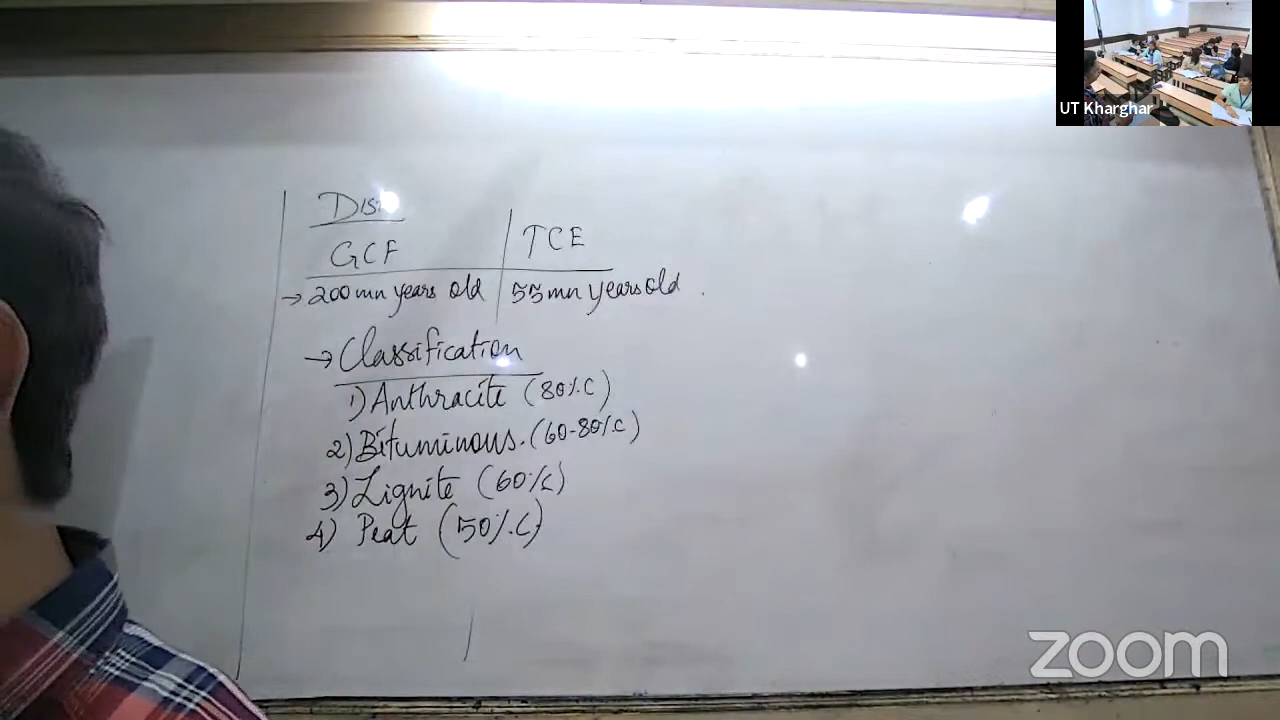 GCF | TCE
→ 200 mn years old | 55 mn years old .
→ Classification
1) Anthracite (80%C)
2) Bituminous. (60-80%C)
3) Lignite (60%C)
4) Peat (50%C)
UT Kharghar
zoom